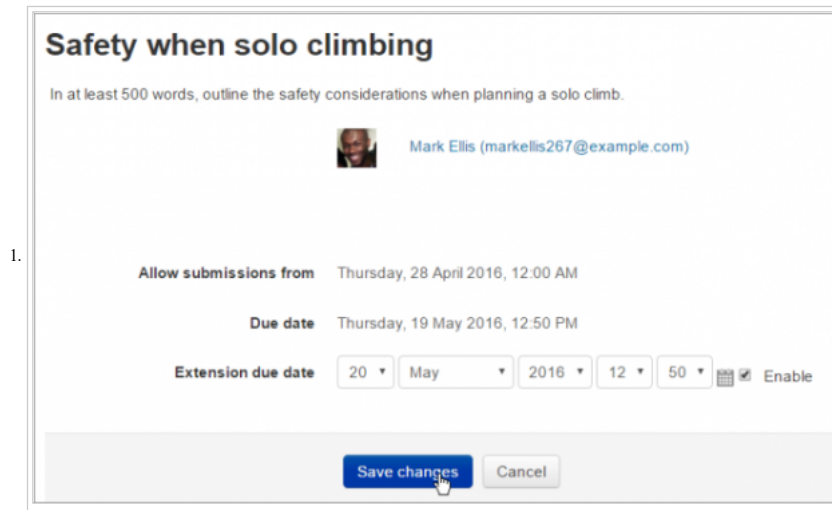 Safety when solo climbing
In at least 500 words, outline the safety considerations when planning a solo climb.
Mark Ellis (markellis267@example.com)
1.
Allow submissions from Thursday, 28 April 2016, 12:00 AM
Due date Thursday, 19 May 2016, 12:50 PM
Extension due date 20 May 2016 12 50 Enable
Save changes Cancel